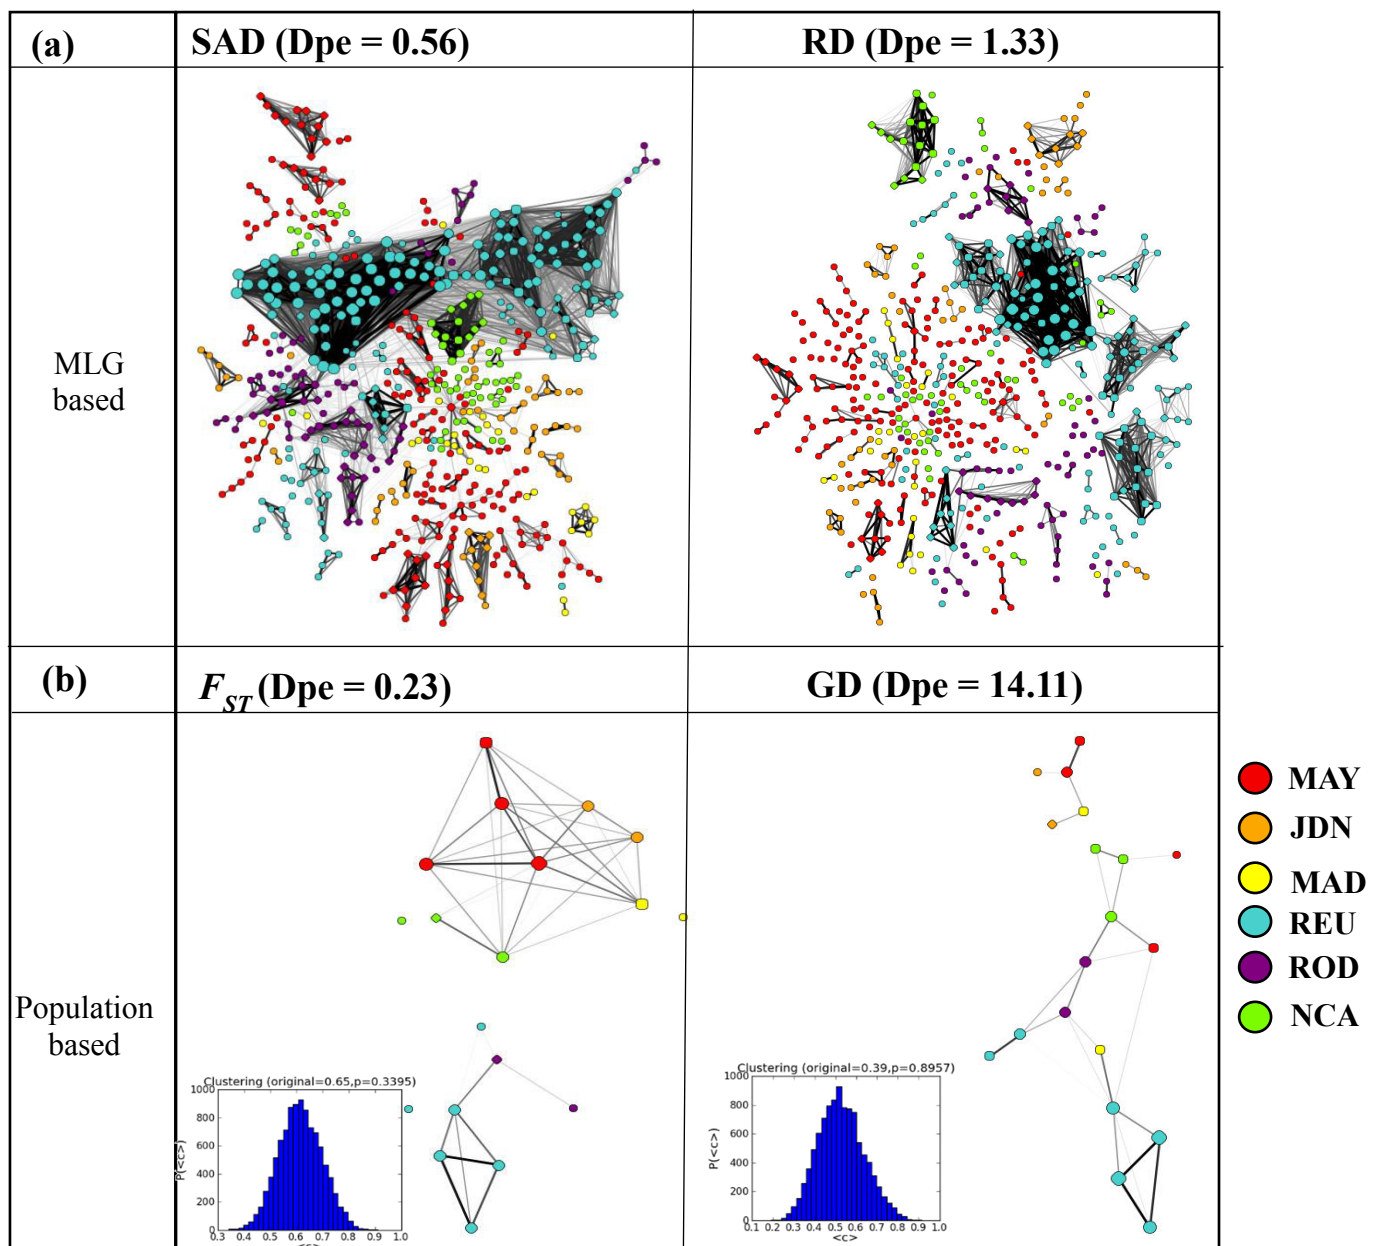 (a)
SAD (Dpe = 0.56)
RD (Dpe = 1.33)
MLG
based
(b)
FST (Dpe = 0.23)
GD (Dpe = 14.11)
Population
based
Clustering (original=0.65,p=0.3395)
1000
800
600
400
200
0
P(<c>)
0.3 0.4 0.5 0.6 0.7 0.8 0.9 1.0
<c>
Clustering (original=0.39,p=0.8957)
1000
800
600
400
200
0
P(<c>)
0.1 0.2 0.3 0.4 0.5 0.6 0.7 0.8 0.9 1.0
<c>
MAY
JDN
MAD
REU
ROD
NCA